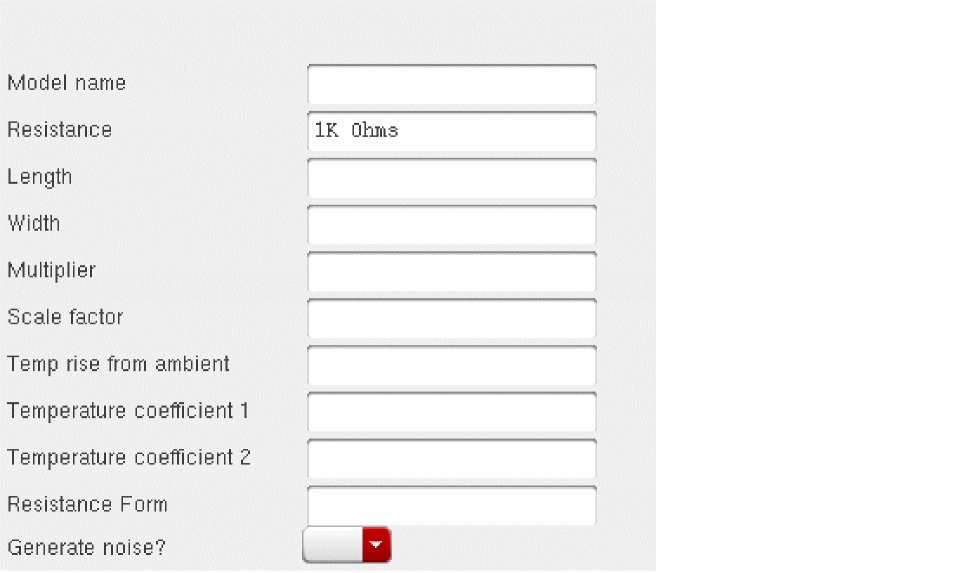 Model name
Resistance 1K Ohms
Length
Width
Multiplier
Scale factor
Temp rise from ambient
Temperature coefficient 1
Temperature coefficient 2
Resistance Form
Generate noise?